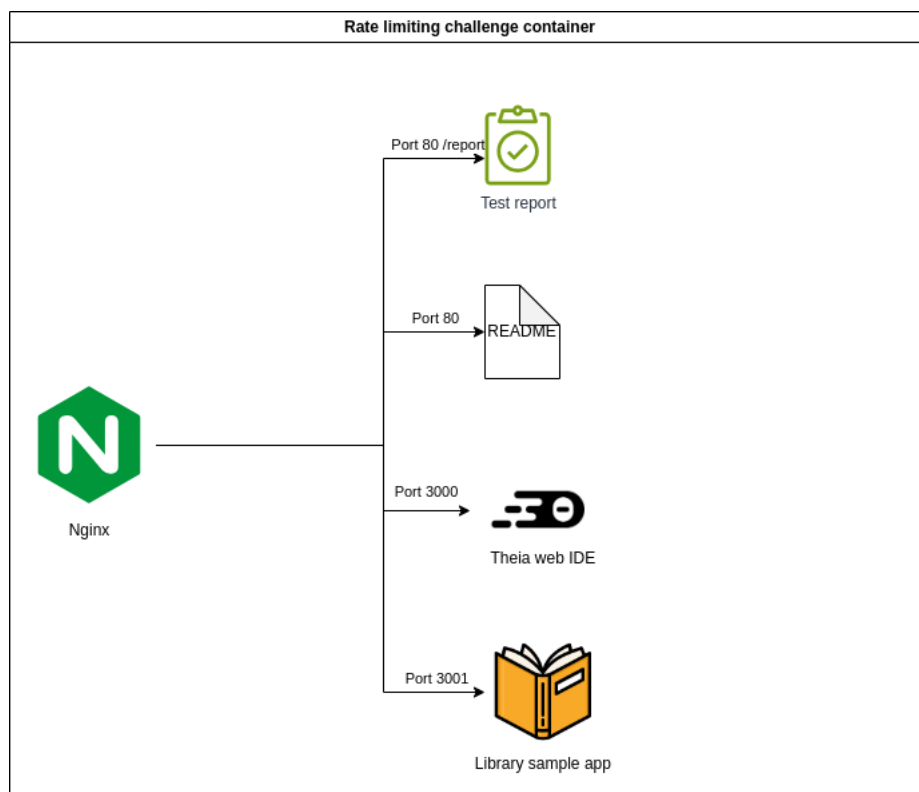 Rate limiting challenge container
Port 80 /report
Test report
Port 80
README
Nginx
Port 3000
Theia web IDE
Port 3001
Library sample app